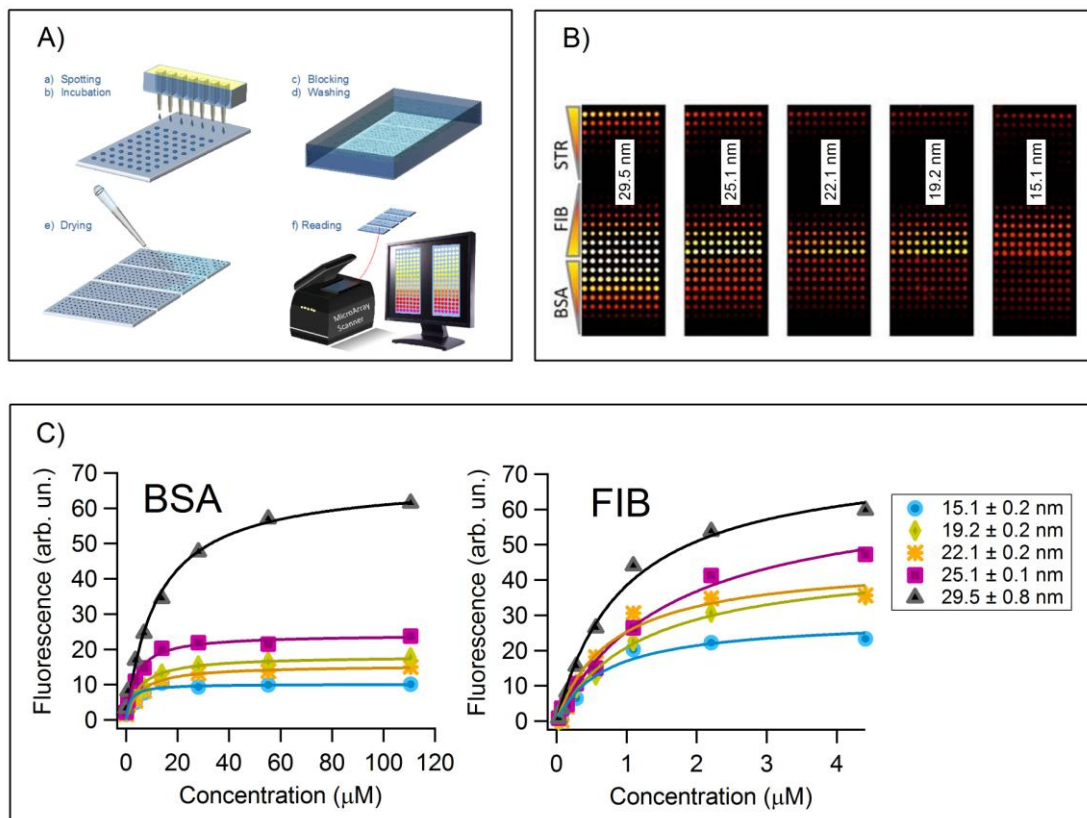 A)
a) Spotting
b) Incubation
c) Blocking
d) Washing
e) Drying
f) Reading
MicroArray
Scanner
B)
STR
FIB
BSA
29.5 nm
25.1 nm
22.1 nm
19.2 nm
15.1 nm
C)
BSA
Fluorescence (arb. un.)
70
60
50
40
30
20
10
0
0 20 40 60 80 100 120
Concentration (μM)
FIB
Fluorescence (arb. un.)
70
60
50
40
30
20
10
0
0 1 2 3 4
Concentration (μM)
15.1 ± 0.2 nm
19.2 ± 0.2 nm
22.1 ± 0.2 nm
25.1 ± 0.1 nm
29.5 ± 0.8 nm